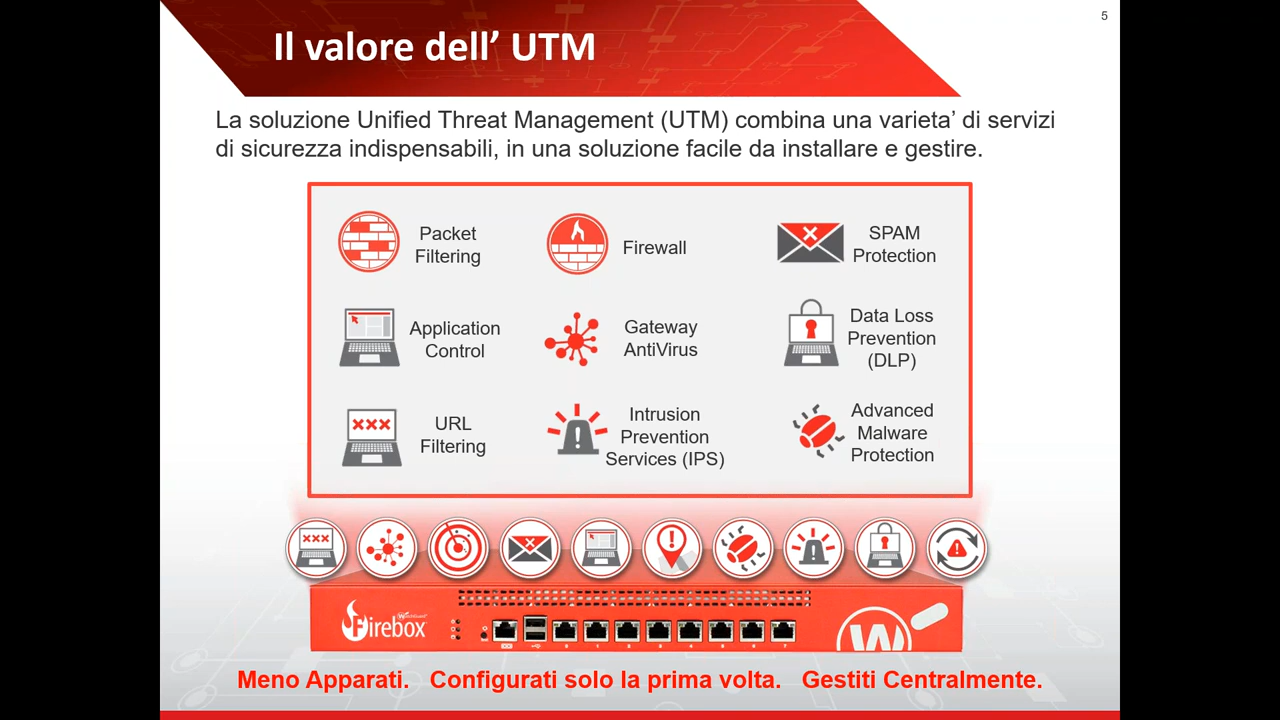 5
Il valore dell’ UTM
La soluzione Unified Threat Management (UTM) combina una varieta’ di servizi
di sicurezza indispensabili, in una soluzione facile da installare e gestire.
Packet
Filtering
Firewall
SPAM
Protection
Application
Control
Gateway
AntiVirus
Data Loss
Prevention
(DLP)
XXX
URL
Filtering
Intrusion
Prevention
Services (IPS)
Advanced
Malware
Protection
XXX
WatchGuard
Firebox
W
Meno Apparati. Configurati solo la prima volta. Gestiti Centralmente.